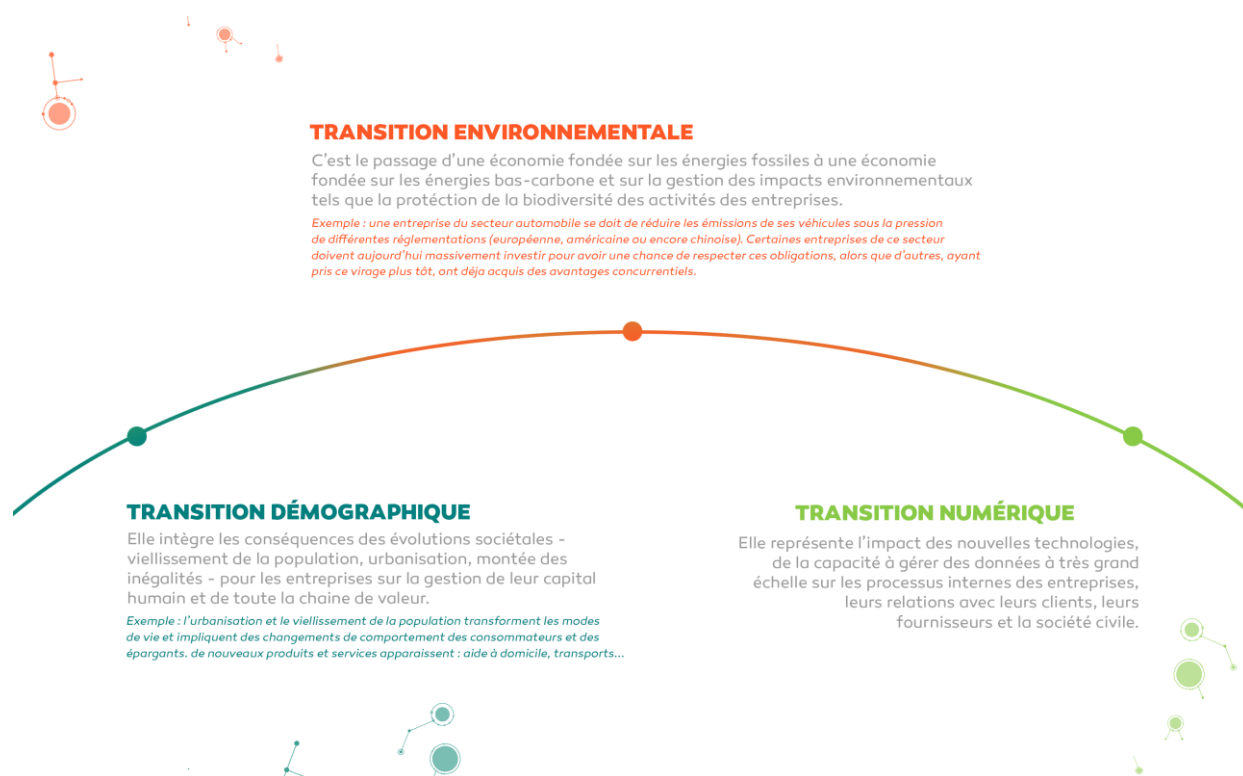 TRANSITION ENVIRONNEMENTALE
C'est le passage d'une économie fondée sur les énergies fossiles à une économie
fondée sur les énergies bas-carbone et sur la gestion des impacts environnementaux
tels que la protéction de la biodiversité des activités des entreprises.
Exemple : une entreprise du secteur automobile se doit de réduire les émissions de ses véhicules sous la pression
de différentes réglementations (européenne, américaine ou encore chinoise). Certaines entreprises de ce secteur
doivent aujourd'hui massivement investir pour avoir une chance de respecter ces obligations, alors que d'autres, ayant
pris ce virage plus tôt, ont déja acquis des avantages concurrentiels.
TRANSITION DÉMOGRAPHIQUE
Elle intègre les conséquences des évolutions sociétales -
viellissement de la population, urbanisation, montée des
inégalités - pour les entreprises sur la gestion de leur capital
humain et de toute la chaine de valeur.
Exemple : l'urbanisation et le viellissement de la population transforment les modes
de vie et impliquent des changements de comportement des consommateurs et des
épargants. de nouveaux produits et services apparaissent : aide à domicile, transports...
TRANSITION NUMÉRIQUE
Elle représente l'impact des nouvelles technologies,
de la capacité à gérer des données à très grand
échelle sur les processus internes des entreprises,
leurs relations avec leurs clients, leurs
fournisseurs et la société civile.